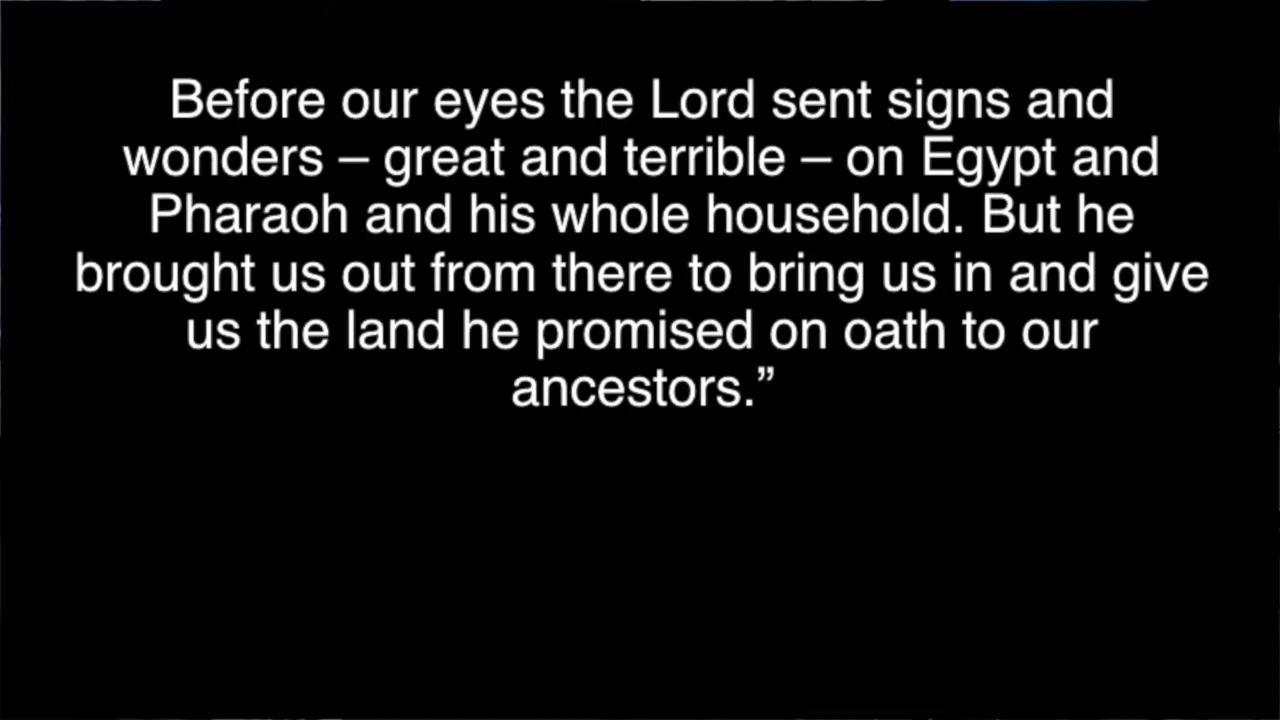 Before our eyes the Lord sent signs and
wonders – great and terrible – on Egypt and
Pharaoh and his whole household. But he
brought us out from there to bring us in and give
us the land he promised on oath to our
ancestors.”